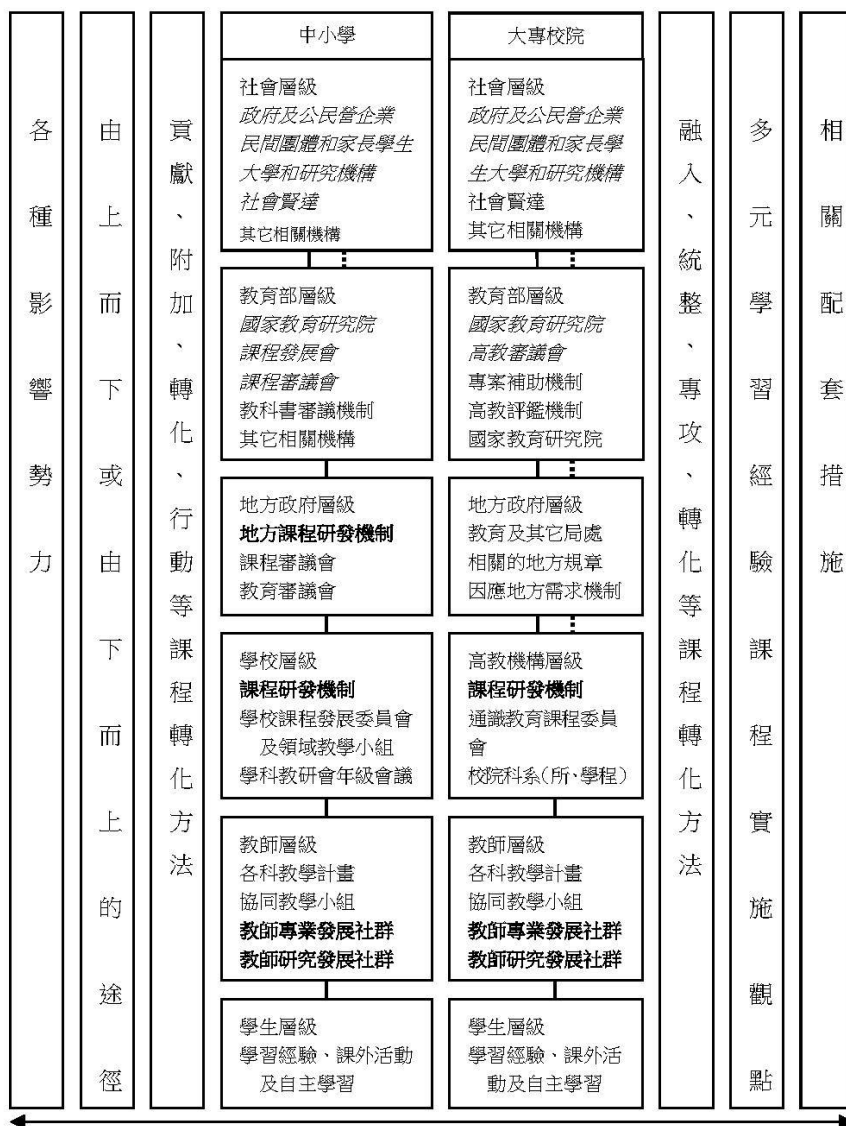 各種影響勢力
由上而下或由下而上的途徑
貢獻、附加、轉化、行動等課程轉化方法
中小學
社會層級
政府及公民營企業
民間團體和家長學生
大學和研究機構
社會賢達
其它相關機構
教育部層級
國家教育研究院
課程發展會
課程審議會
教科書審議機制
其它相關機構
地方政府層級
地方課程研發機制
課程審議會
教育審議會
學校層級
課程研發機制
學校課程發展委員會
及領域教學小組
學科教研會年級會議
教師層級
各科教學計畫
協同教學小組
教師專業發展社群
教師研究發展社群
學生層級
學習經驗、課外活動
及自主學習
大專校院
社會層級
政府及公民營企業
民間團體和家長學
生大學和研究機構
社會賢達
其它相關機構
教育部層級
國家教育研究院
高教審議會
專案補助機制
高教評鑑機制
國家教育研究院
地方政府層級
教育及其它局處
相關的地方規章
因應地方需求機制
高教機構層級
課程研發機制
通識教育課程委員
會
校院科系(所、學程)
教師層級
各科教學計畫
協同教學小組
教師專業發展社群
教師研究發展社群
學生層級
學習經驗、課外活
動及自主學習
融入、統整、專攻、轉化等課程轉化方法
多元學習經驗課程實施觀點
相關配套措施